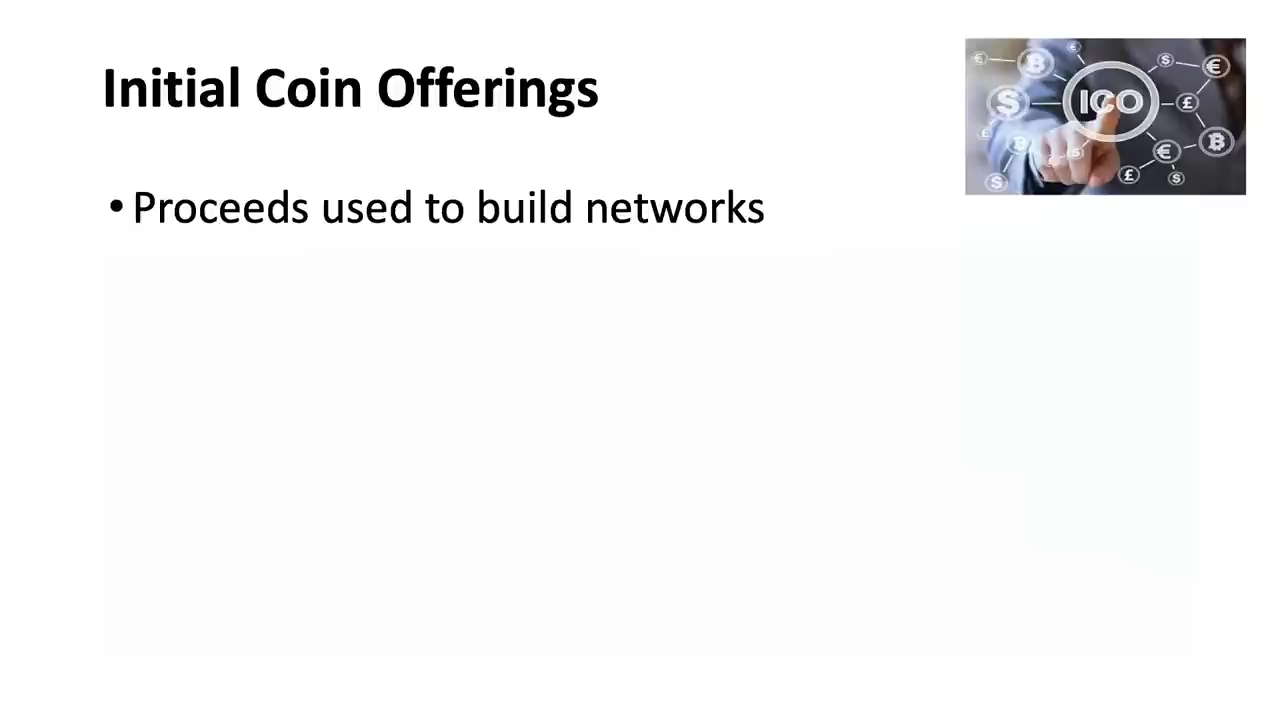 Initial Coin Offerings
ICO
• Proceeds used to build networks